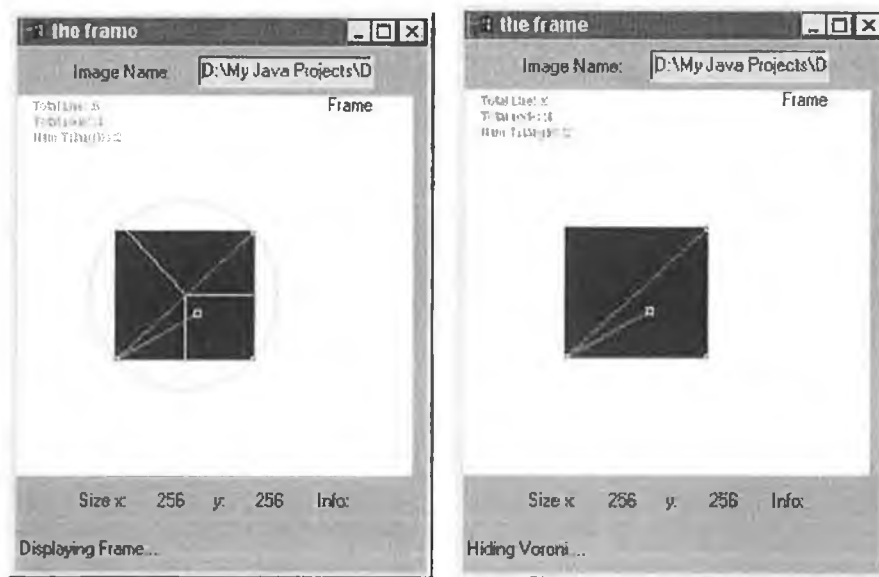 the frame
Image Name: D:\My Java Projects\D
Frame
Size x: 256 y: 256 Info:
Displaying Frame...
the frame
Image Name: D:\My Java Projects\D
Frame
Size x: 256 y: 256 Info:
Hiding Voroni...